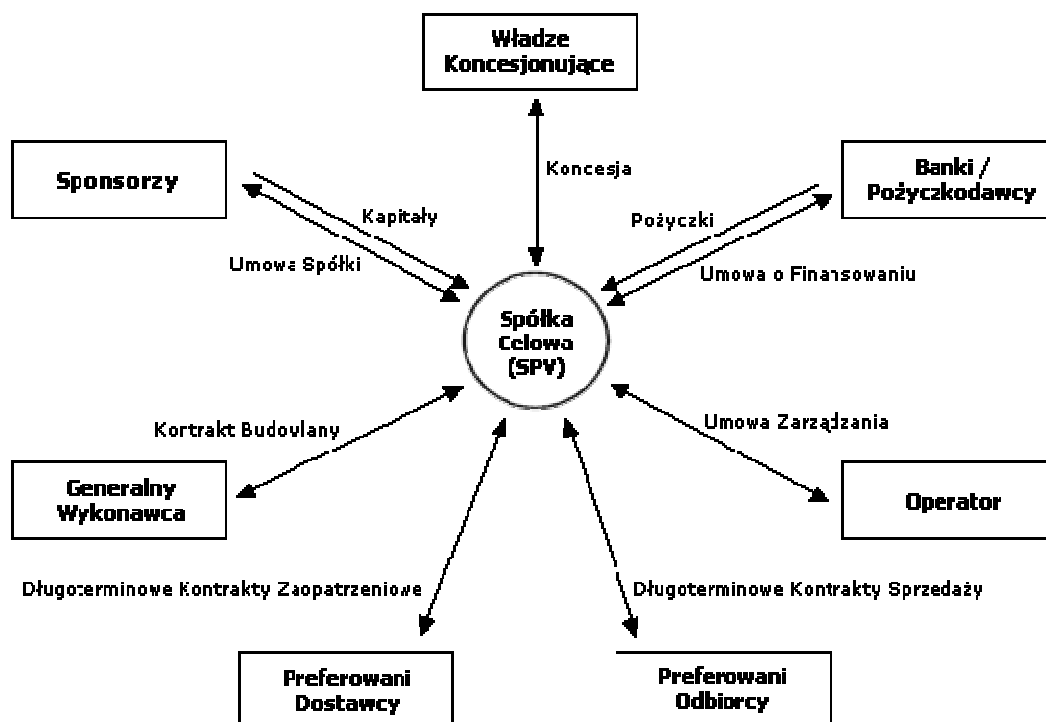 Władze
Koncesjonujące
Koncesja
Sponsorzy
Banki /
Pożyczkodawcy
Kapitały
Pożyczki
Umowa Spółki
Umowa o Finansowaniu
Spółka
Celowa
(SPV)
Kortrakt Budovlany
Umowa Zarządzania
Generalny
Wykonawca
Operator
Długoterminowe Kontrakty Zaopatrzeniowe
Długoterminowe Kontrakty Sprzedaży
Preferowani
Dostawcy
Preferowani
Odbiorcy